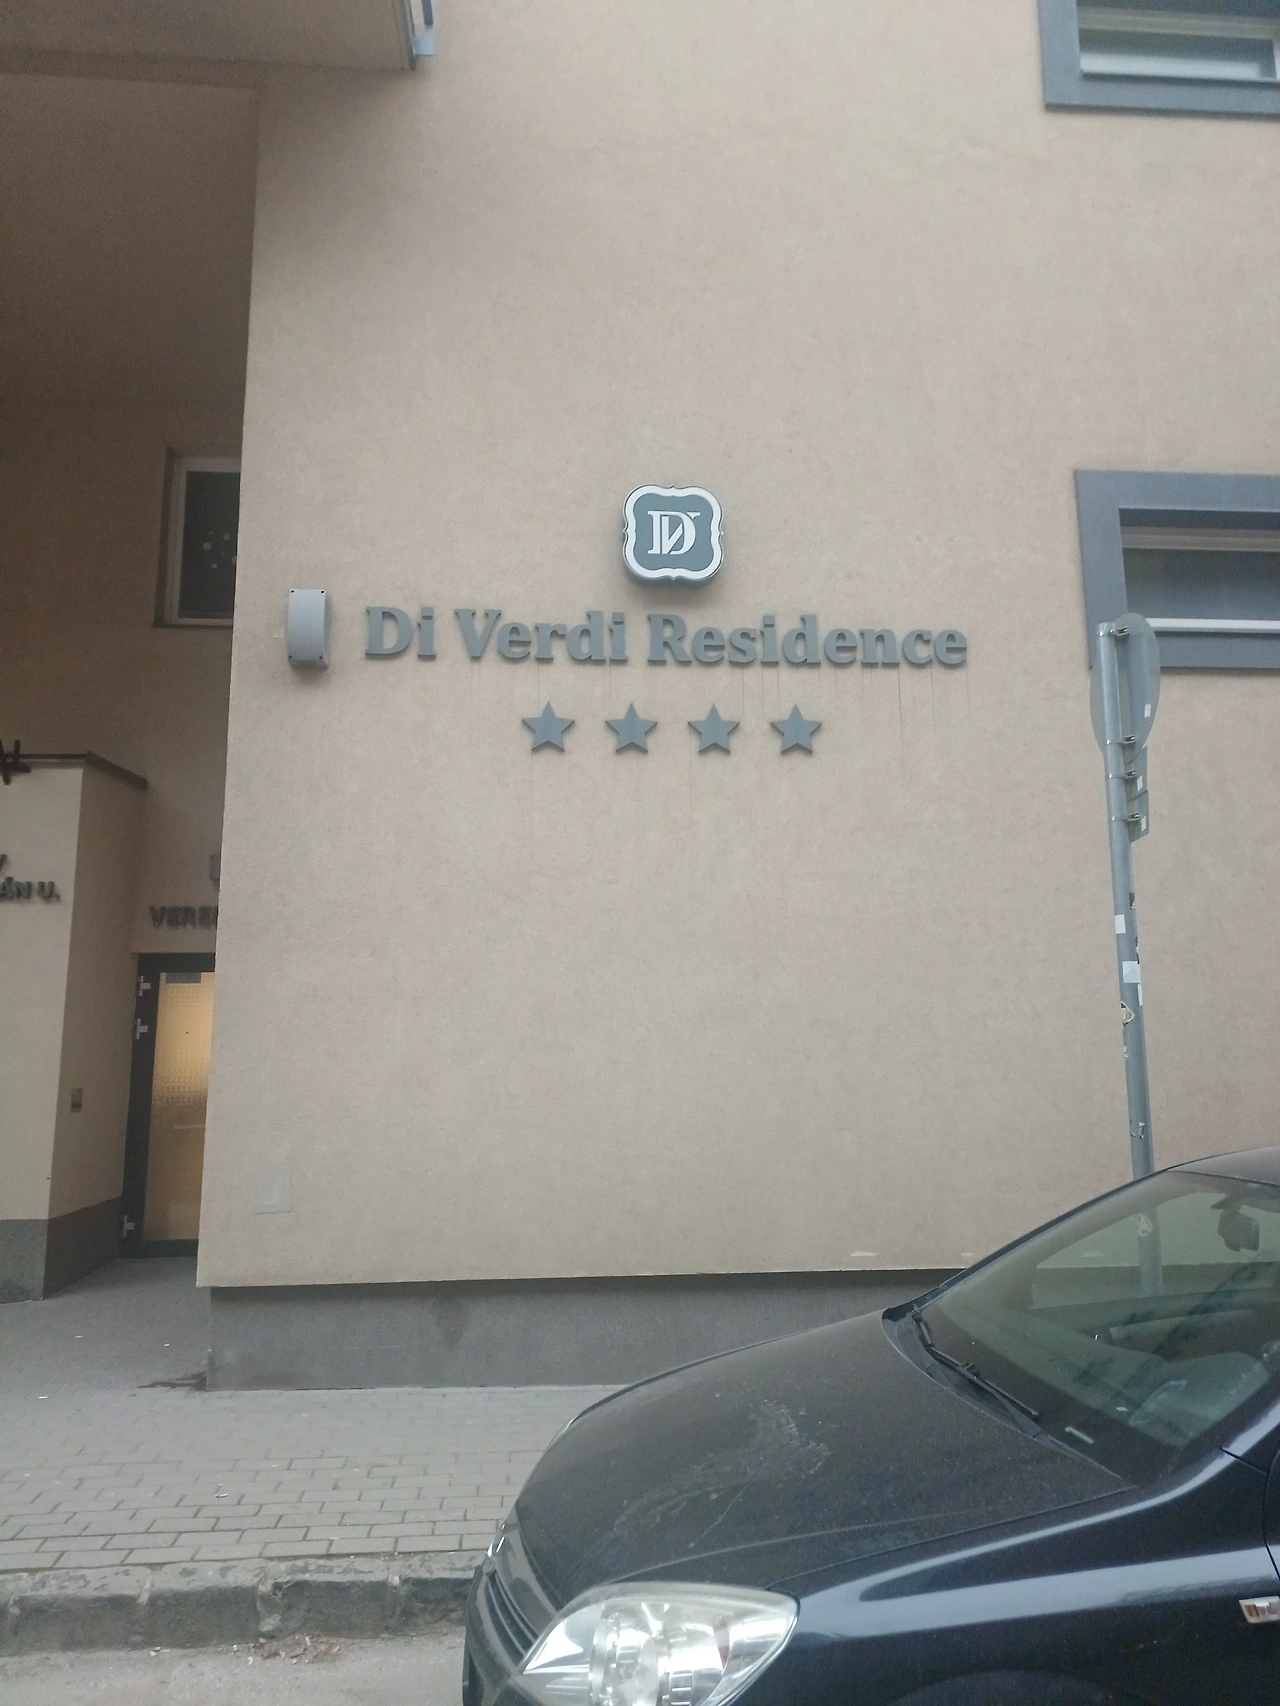 DV
Di Verdi Residence
ÁN U.
VERE